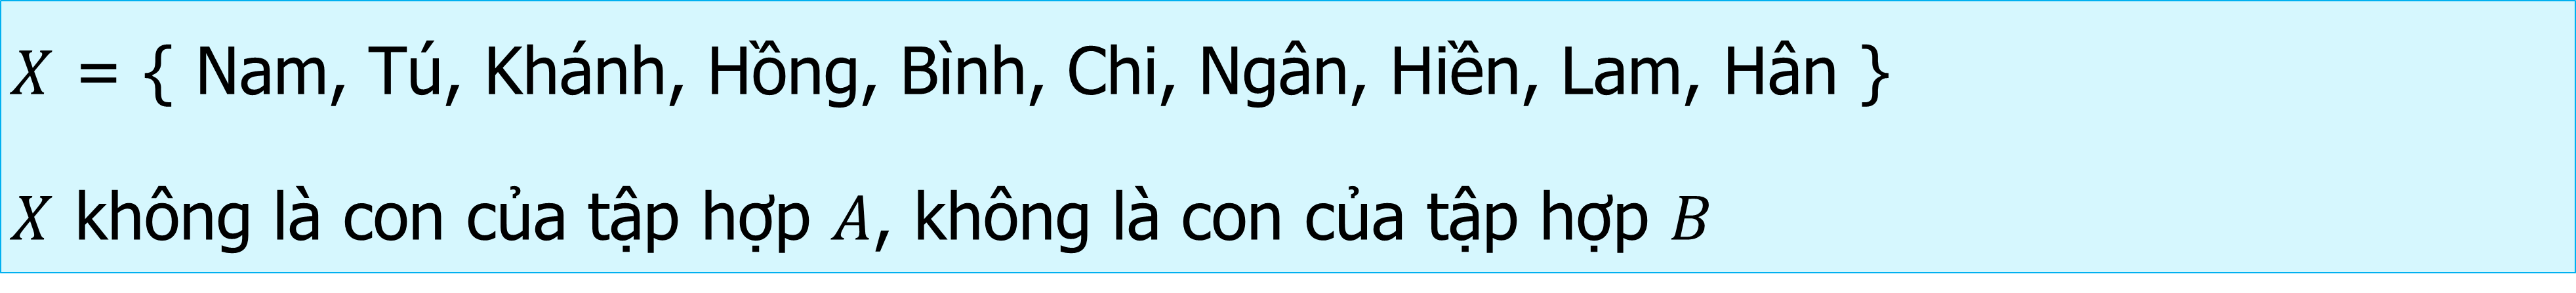 X = { Nam, Tú, Khánh, Hồng, Bình, Chi, Ngân, Hiền, Lam, Hân }
X không là con của tập hợp A, không là con của tập hợp B